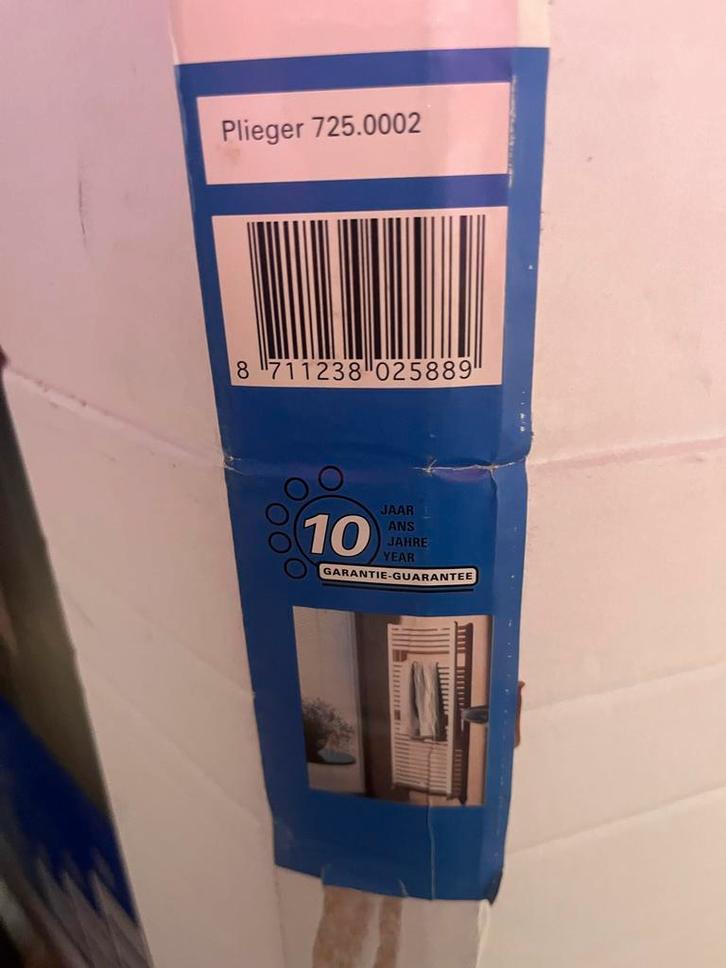 Plieger 725.0002
8 711238 025889
10
JAAR
ANS
JAHRE
YEAR
GARANTIE-GUARANTEE